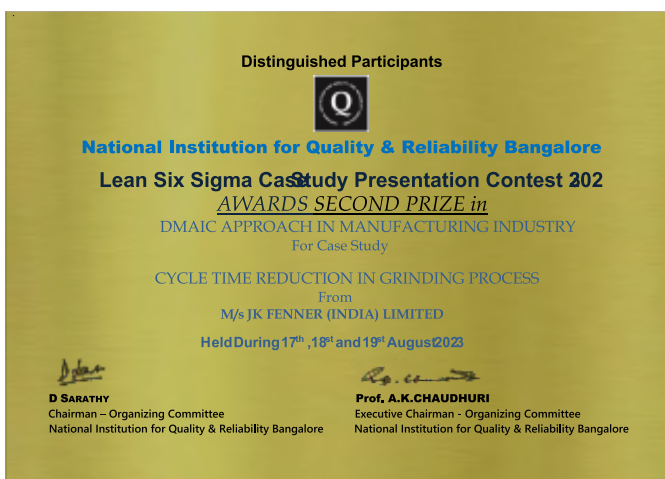 Distinguished Participants
Q
National Institution for Quality & Reliability Bangalore
Lean Six Sigma Case Study Presentation Contest 202
AWARDS SECOND PRIZE in
DMAIC APPROACH IN MANUFACTURING INDUSTRY
For Case Study
CYCLE TIME REDUCTION IN GRINDING PROCESS
From
M/s JK FENNER (INDIA) LIMITED
Held During 17th ,18st and 19st August 2023
D SARATHY
Chairman – Organizing Committee
National Institution for Quality & Reliability Bangalore
Prof. A.K.CHAUDHURI
Executive Chairman - Organizing Committee
National Institution for Quality & Reliability Bangalore